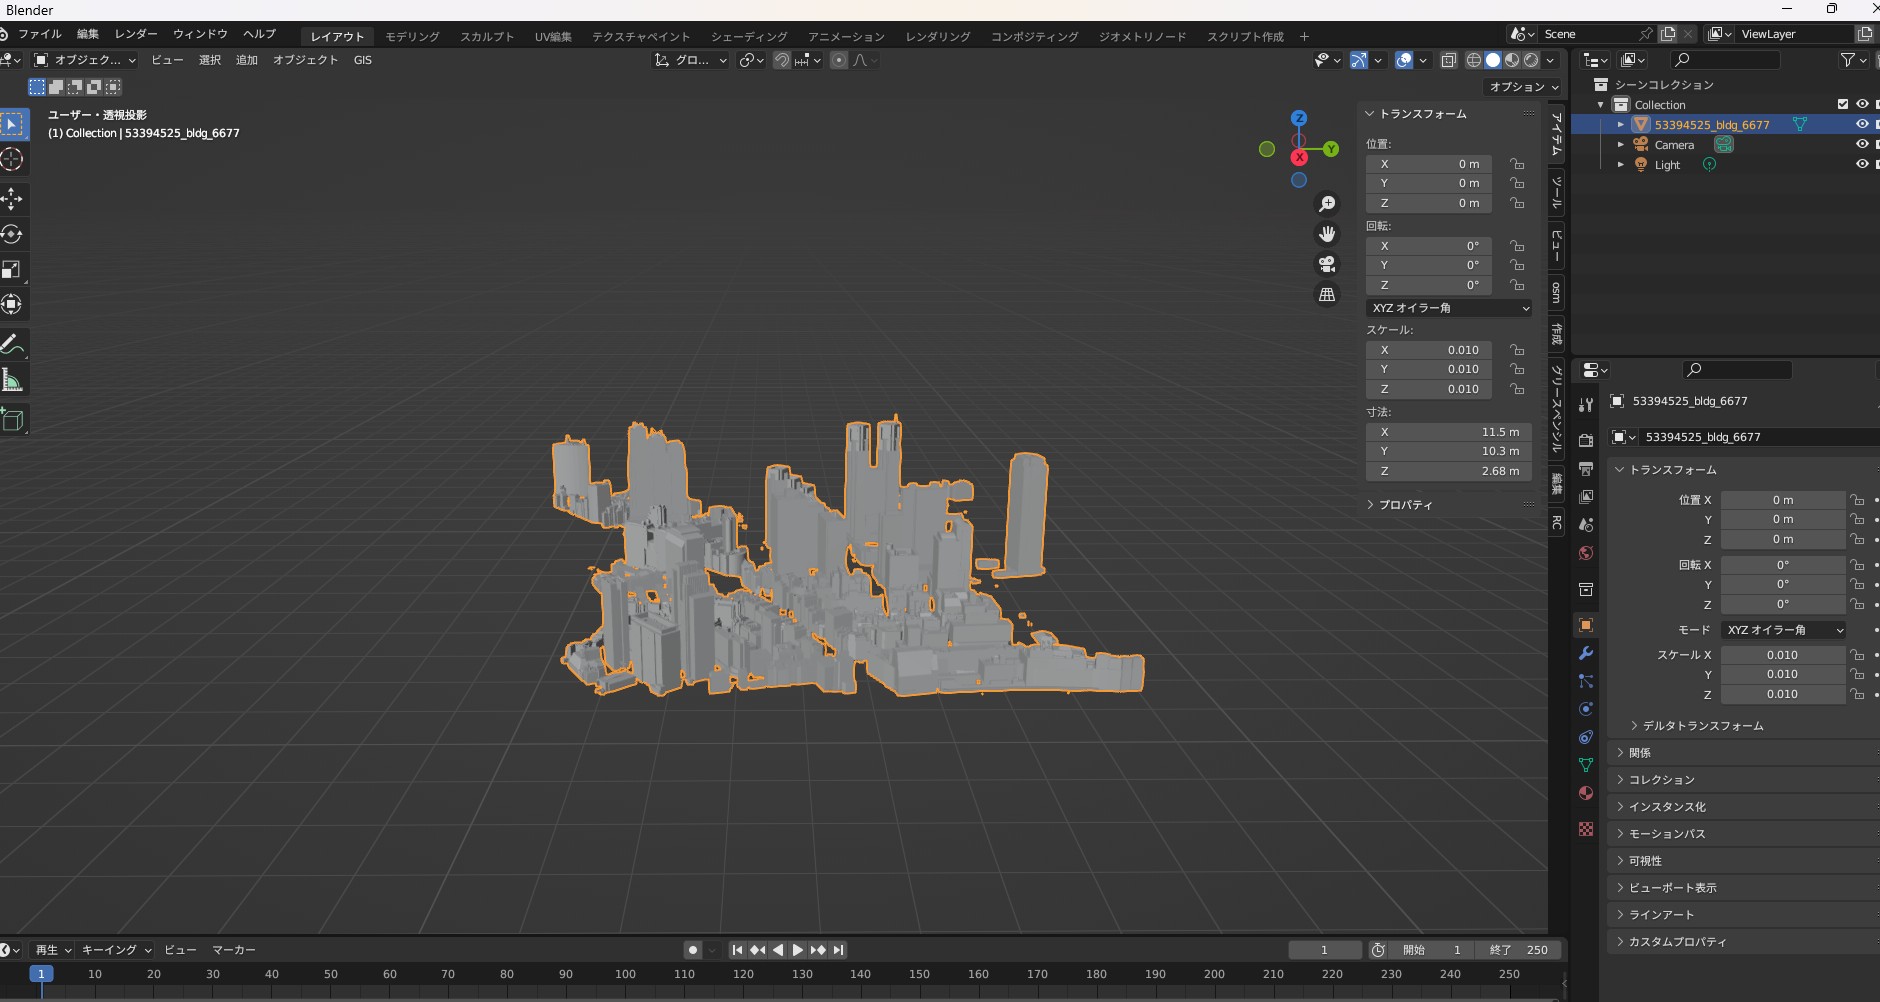 Blender
ファイル 編集 レンダー ウィンドウ ヘルプ レイアウト モデリング スカルプト UV編集 テクスチャペイント シェーディング アニメーション レンダリング コンポジティング ジオメトリノード スクリプト作成 + Scene ViewLayer
オブジェク... ビュー 選択 追加 オブジェクト GIS グロ...
オプション
ユーザー・透視投影
(1) Collection | 53394525_bldg_6677
Z
X
Y
トランスフォーム
位置:
X 0 m
Y 0 m
Z 0 m
回転:
X 0°
Y 0°
Z 0°
XYZ オイラー角
スケール:
X 0.010
Y 0.010
Z 0.010
寸法:
X 11.5 m
Y 10.3 m
Z 2.68 m
プロパティ
アイテム
ツール
ビュー
osm
作成
グリースペンシル
編集
RC
シーンコレクション
Collection
53394525_bldg_6677
Camera
Light
53394525_bldg_6677
53394525_bldg_6677
トランスフォーム
位置 X 0 m
Y 0 m
Z 0 m
回転 X 0°
Y 0°
Z 0°
モード XYZ オイラー角
スケール X 0.010
Y 0.010
Z 0.010
デルタトランスフォーム
関係
コレクション
インスタンス化
モーションパス
可視性
ビューポート表示
ラインアート
カスタムプロパティ
再生 キーイング ビュー マーカー 1 開始 1 終了 250
1 10 20 30 40 50 60 70 80 90 100 110 120 130 140 150 160 170 180 190 200 210 220 230 240 250